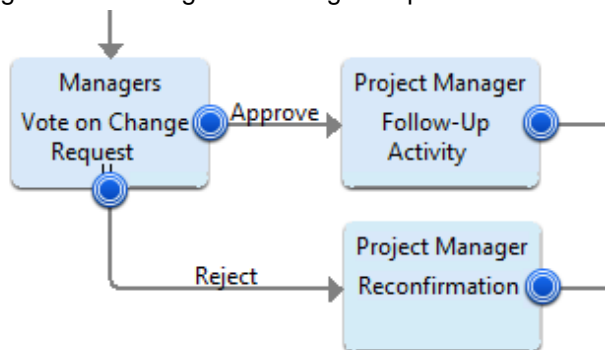 Managers
Vote on Change
Request
Approve
Project Manager
Follow-Up
Activity
Reject
Project Manager
Reconfirmation